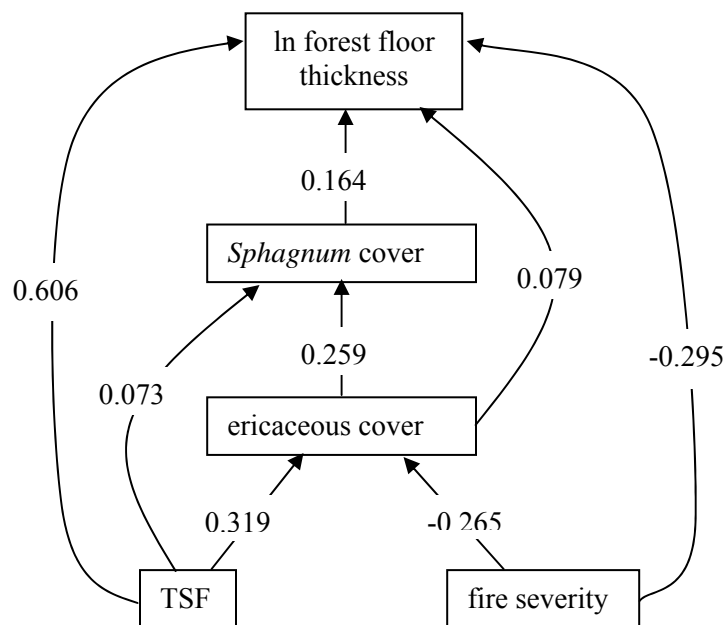 ln forest floor
thickness
0.164
Sphagnum cover
0.606
0.079
0.259
-0.295
0.073
ericaceous cover
0.319
-0.265
TSF
fire severity